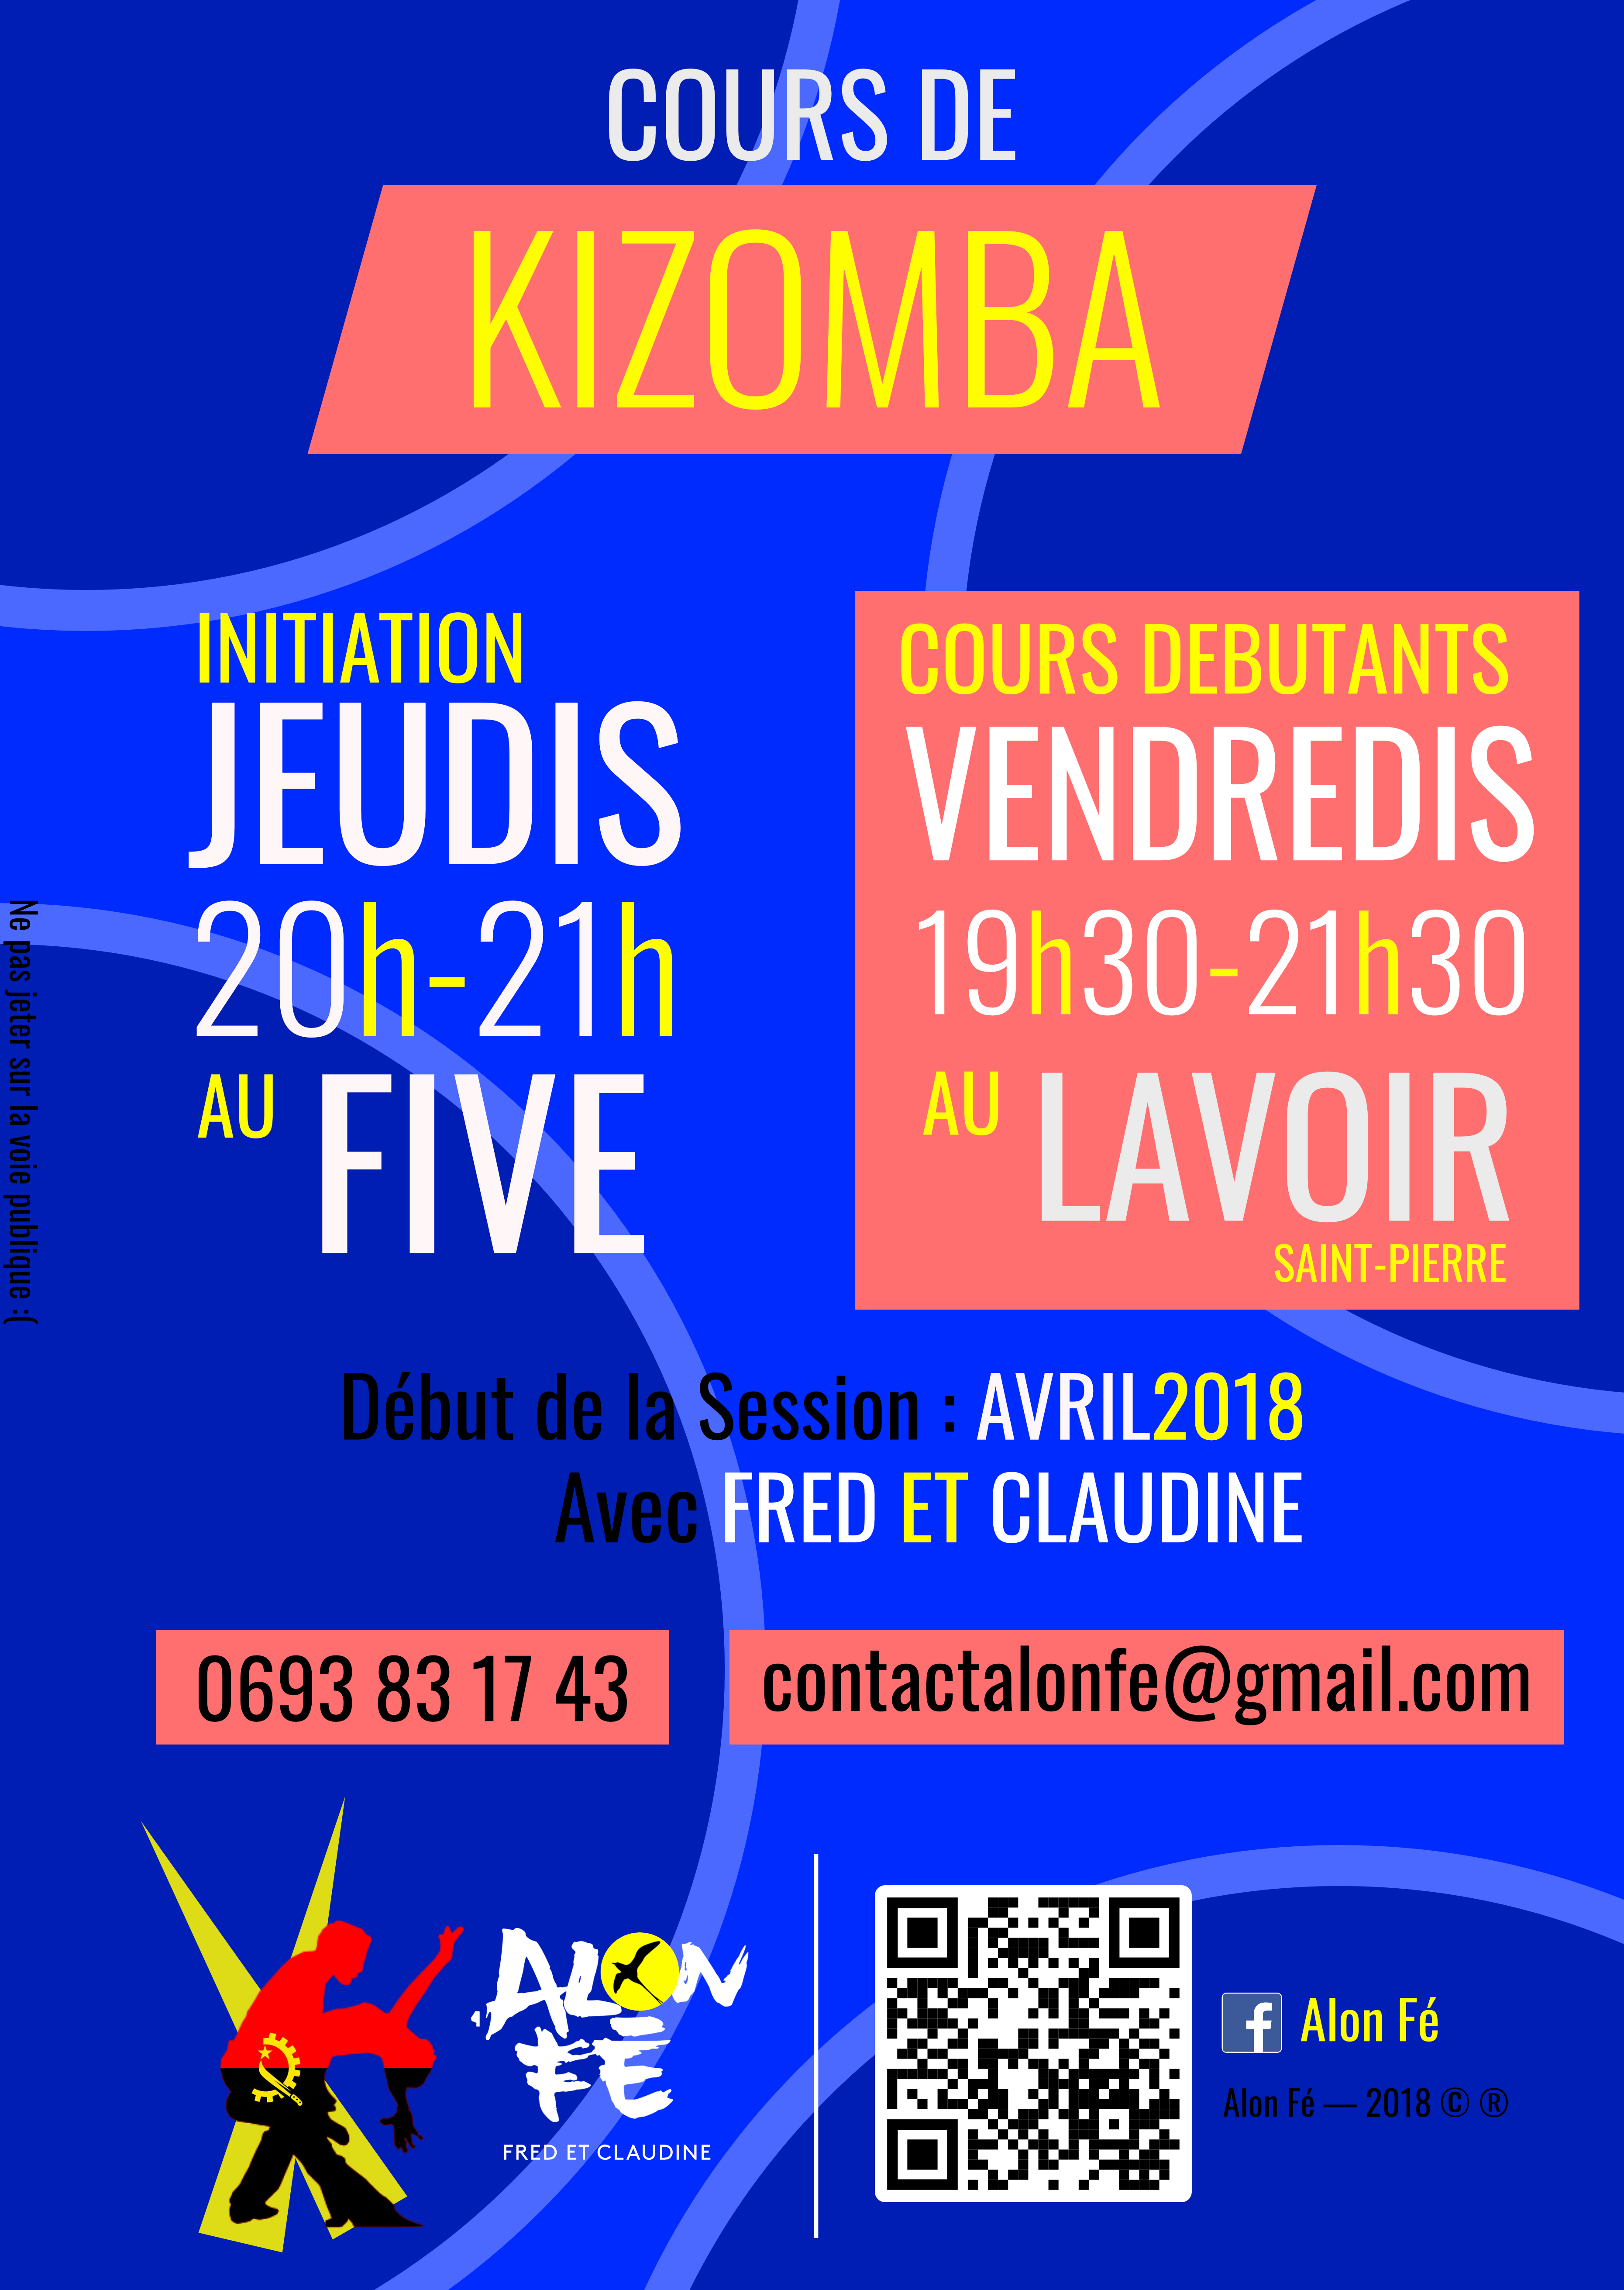 COURS DE
KIZOMBA
INITIATION
JEUDIS
20h-21h
AU FIVE
COURS DEBUTANTS
VENDREDIS
19h30-21h30
AU LAVOIR
SAINT-PIERRE
Ne pas jeter sur la voie publique :(
Début de la Session : AVRIL2018
Avec FRED ET CLAUDINE
0693 83 17 43
contactalonfe@gmail.com
ALON
FÉ
FRED ET CLAUDINE
f Alon Fé
Alon Fé — 2018 © ®